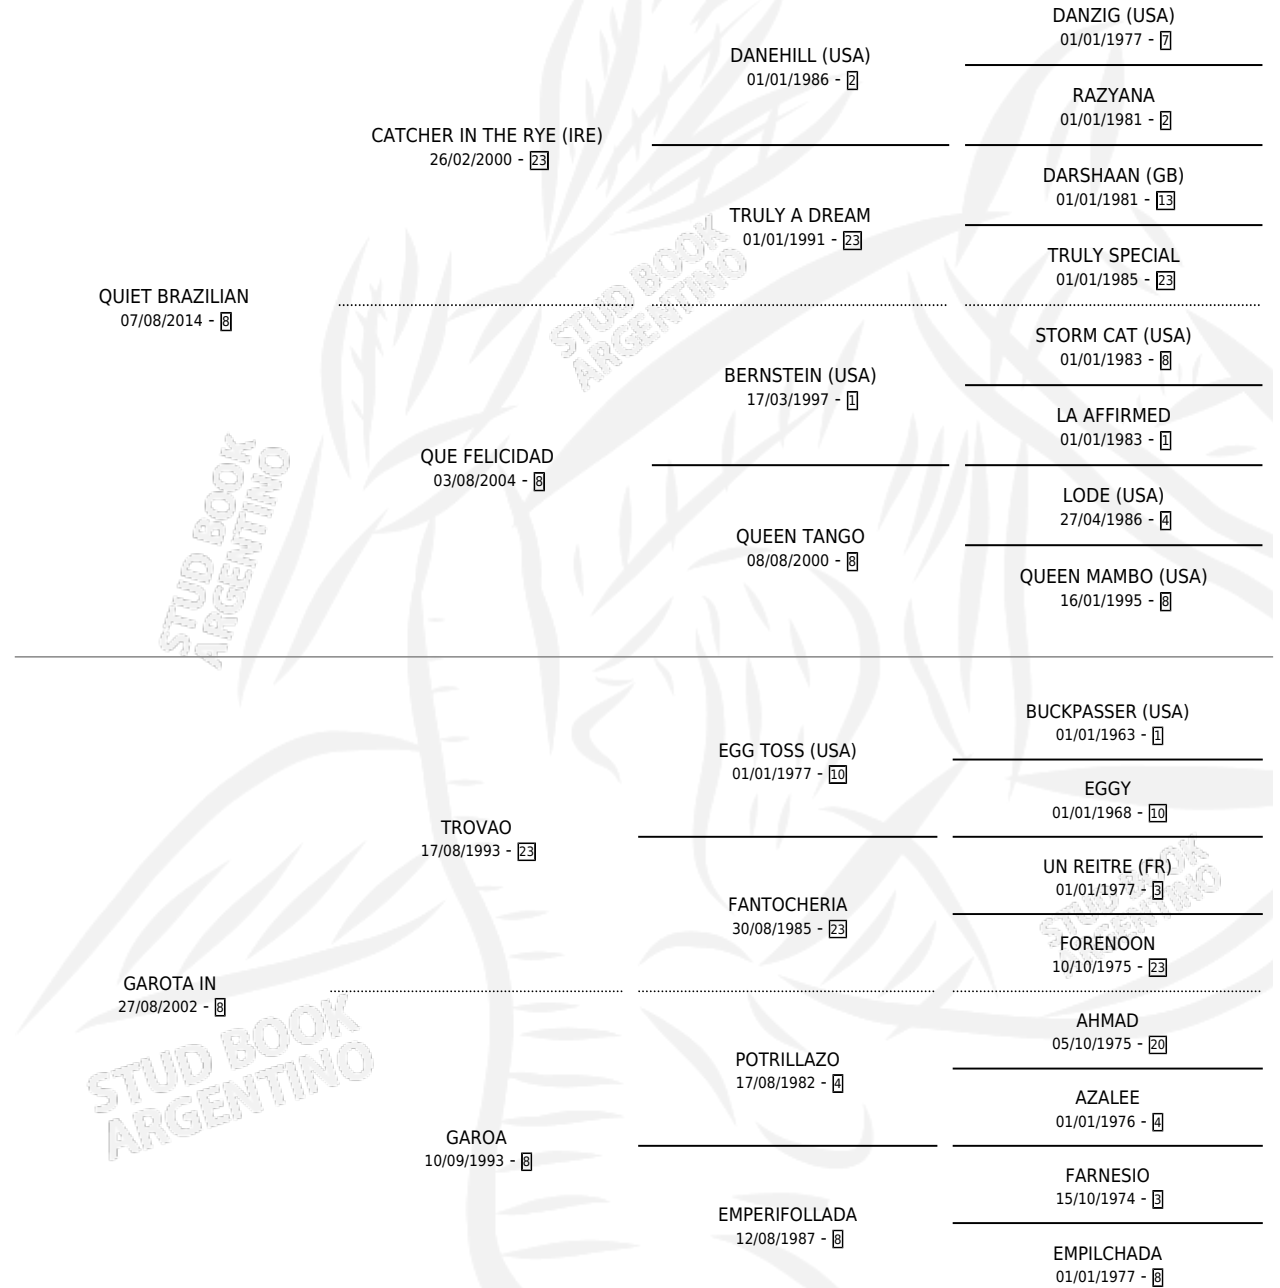 DANZIG (USA)
01/01/1977 - 7
DANEHILL (USA)
01/01/1986 - 2
RAZYANA
01/01/1981 - 2
CATCHER IN THE RYE (IRE)
26/02/2000 - 23
DARSHAAN (GB)
01/01/1981 - 13
TRULY A DREAM
01/01/1991 - 23
TRULY SPECIAL
01/01/1985 - 23
QUIET BRAZILIAN
07/08/2014 - 8
STORM CAT (USA)
01/01/1983 - 8
BERNSTEIN (USA)
17/03/1997 - 1
LA AFFIRMED
01/01/1983 - 1
QUE FELICIDAD
03/08/2004 - 8
LODE (USA)
27/04/1986 - 4
QUEEN TANGO
08/08/2000 - 8
QUEEN MAMBO (USA)
16/01/1995 - 8
STUD BOOK
ARGENTINO
STUD BOOK
ARGENTINO
BUCKPASSER (USA)
01/01/1963 - 1
EGG TOSS (USA)
01/01/1977 - 10
EGGY
01/01/1968 - 10
TROVAO
17/08/1993 - 23
UN REITRE (FR)
01/01/1977 - 3
FANTOCHERIA
30/08/1985 - 23
FORENOON
10/10/1975 - 23
GAROTA IN
27/08/2002 - 8
AHMAD
05/10/1975 - 20
POTRILLAZO
17/08/1982 - 4
AZALEE
01/01/1976 - 4
GAROA
10/09/1993 - 8
FARNESIO
15/10/1974 - 3
EMPERIFOLLADA
12/08/1987 - 8
EMPILCHADA
01/01/1977 - 8
STUD BOOK
ARGENTINO
STUD BOOK
ARGENTINO